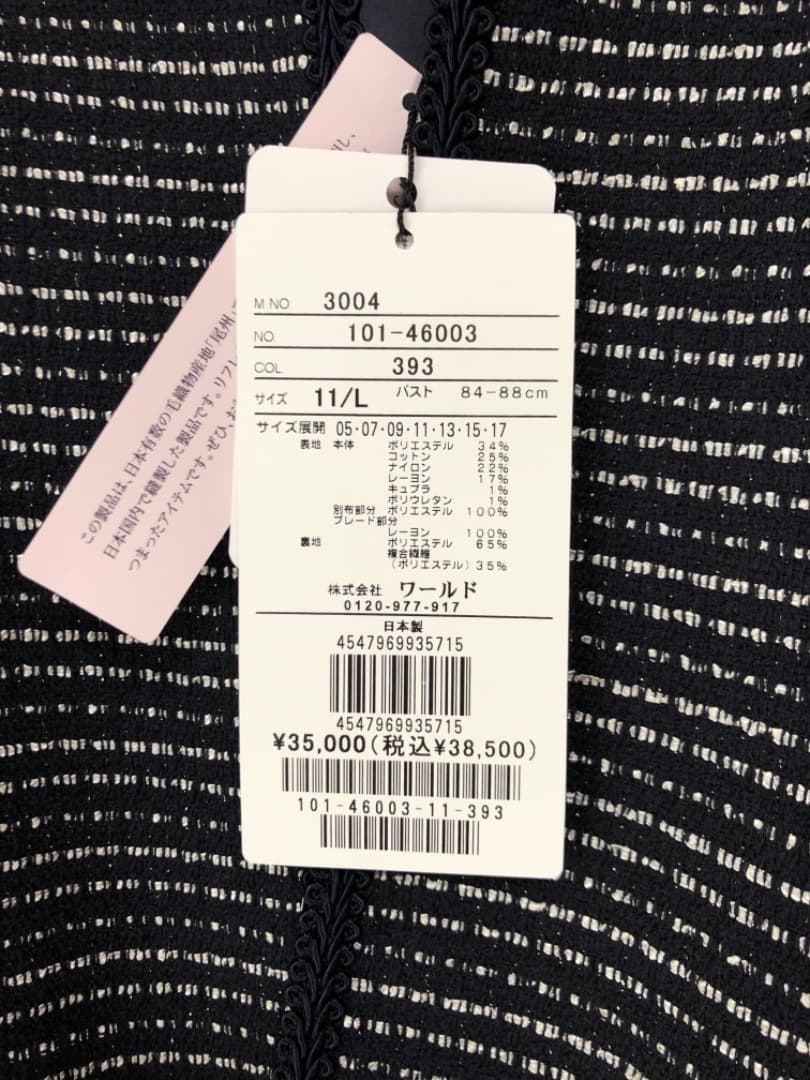 M.NO. 3004
NO. 101-46003
COL. 393
サイズ 11/L バスト 84-88cm
サイズ展開 05・07・09・11・13・15・17
表地 本体 ポリエステル 34%
コットン 25%
ナイロン 22%
レーヨン 17%
キュプラ 1%
ポリウレタン 1%
別布部分 ポリエステル 100%
ブレード部分
レーヨン 100%
裏地 ポリエステル 65%
複合繊維
(ポリエステル) 35%
株式会社 ワールド
0120-977-917
日本製
4547969935715
4547969935715
¥35,000(税込¥38,500)
101-46003-11-393
この製品は、日本有数の毛織物産地「尾州」
日本国内で縫製した製品です。リフレ
つまったアイテムです。ぜひ、お